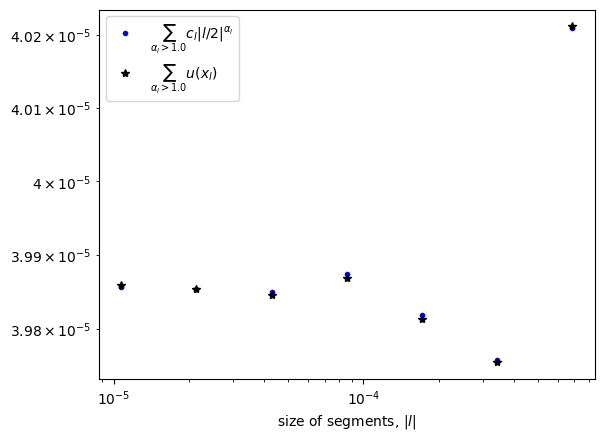 4.02 × 10⁻⁵
4.01 × 10⁻⁵
4 × 10⁻⁵
3.99 × 10⁻⁵
3.98 × 10⁻⁵
∑ c_l|l/2|^{α_l}
α_l>1.0
∑ u(x_l)
α_l>1.0
10⁻⁵
10⁻⁴
size of segments, |l|